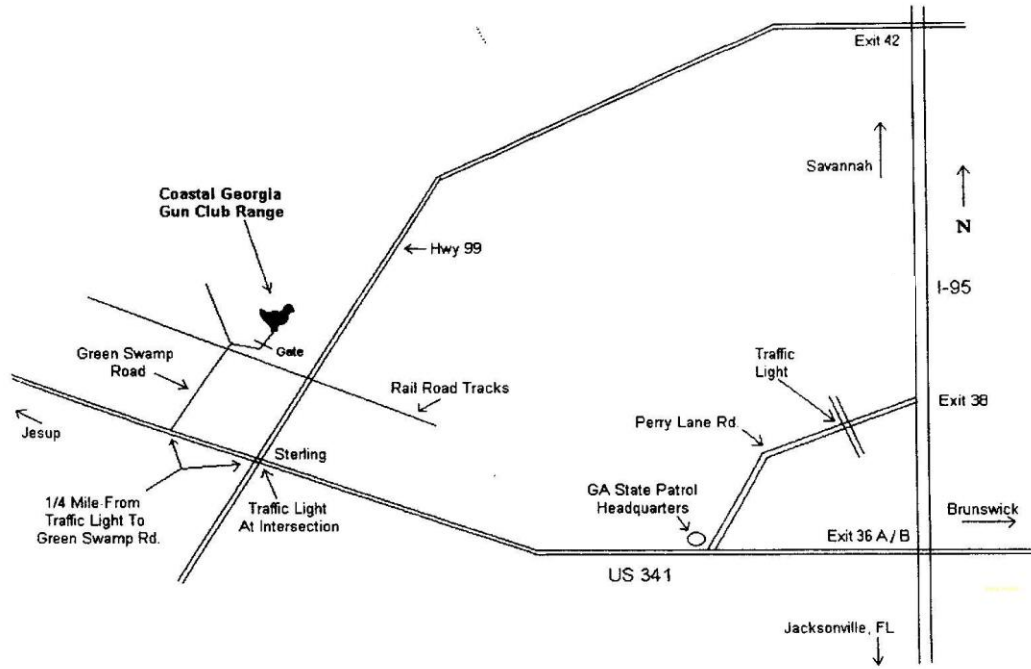 Exit 42
Savannah
N
Coastal Georgia
Gun Club Range
Hwy 99
I-95
Gate
Green Swamp
Road
Traffic
Light
Rail Road Tracks
Exit 38
Jesup
Perry Lane Rd.
Sterling
1/4 Mile From
Traffic Light To
Green Swamp Rd.
Traffic Light
At Intersection
GA State Patrol
Headquarters
Brunswick
Exit 36 A / B
US 341
Jacksonville, FL